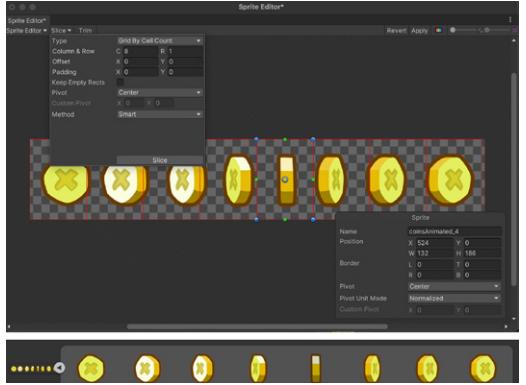 Sprite Editor*
Sprite Editor*
Sprite Editor Slice Trim Revert Apply
Type Grid By Cell Count
Column & Row C 8 R 1
Offset X 0 Y 0
Padding X 0 Y 0
Keep Empty Rects
Pivot Center
Custom Pivot X 0 Y 0
Method Smart
Slice
Sprite
Name coinsAnimated_4
Position X 524 Y 0
W 132 H 186
Border L 0 T 0
R 0 B 0
Pivot Center
Pivot Unit Mode Normalized
Custom Pivot X 0 Y 0